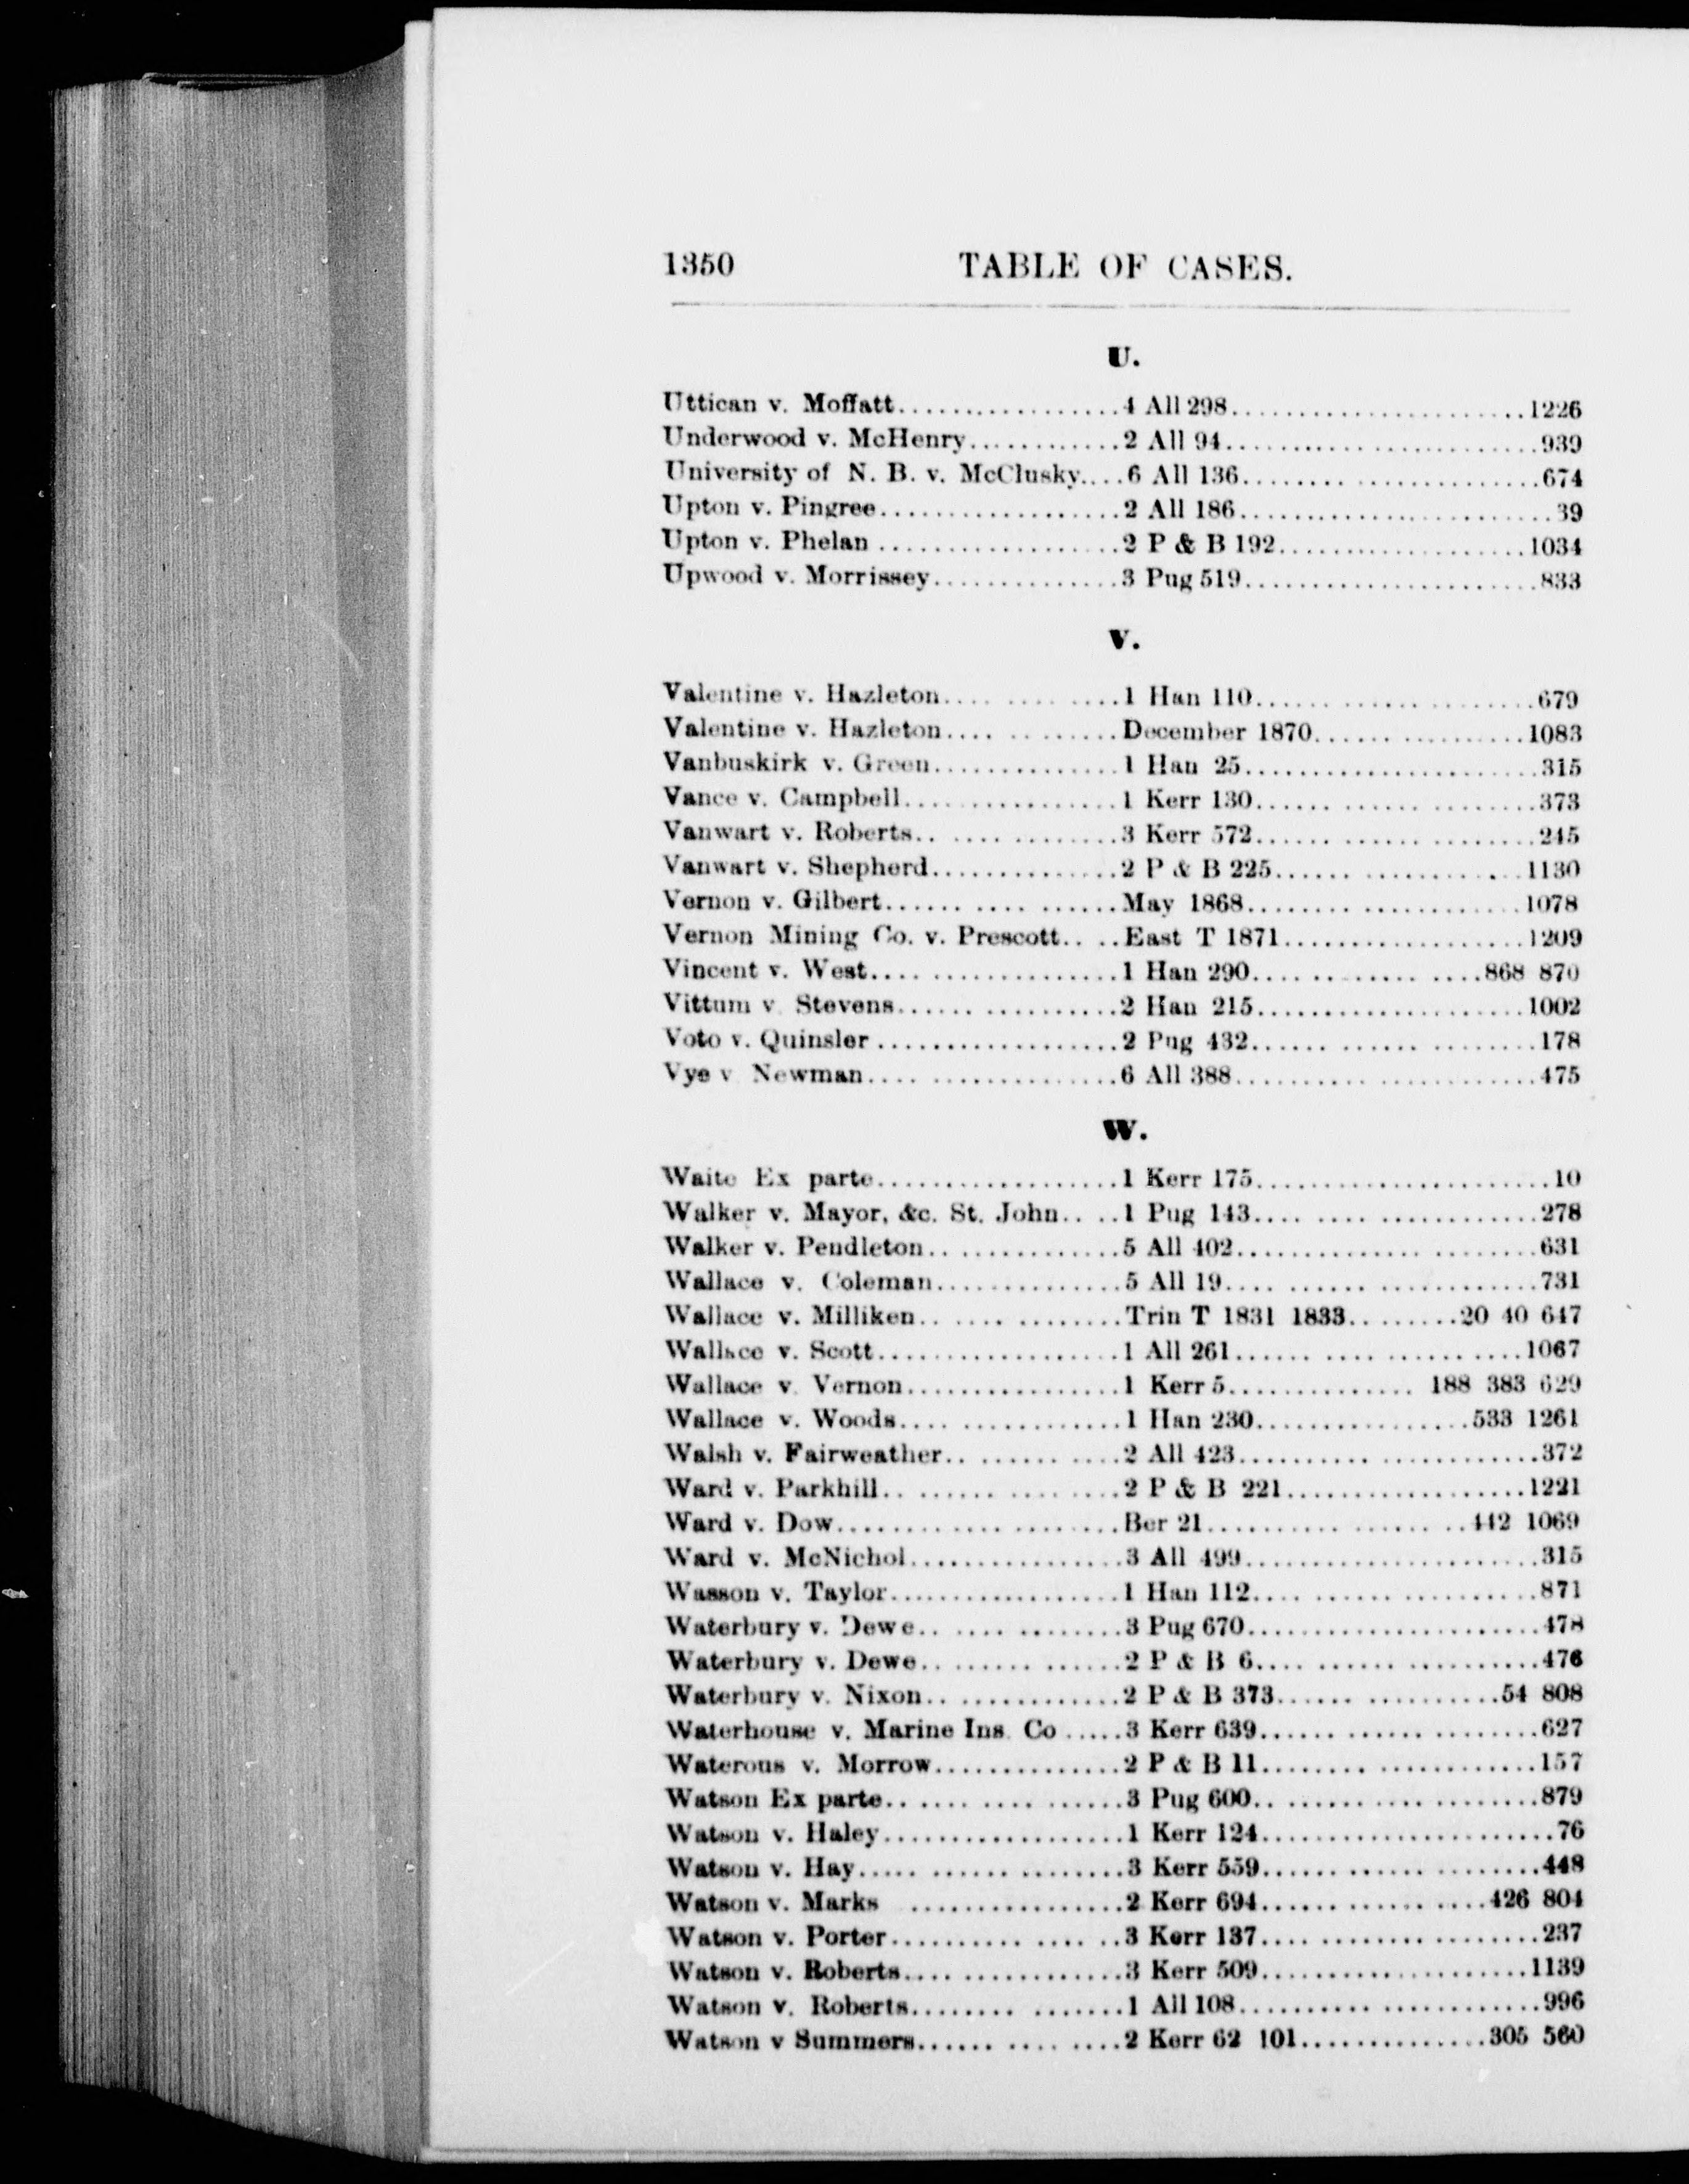 1350 TABLE OF CASES.
U.
Uttican v. Moffatt..................4 All 298......................1226
Underwood v. McHenry............2 All 94........................939
University of N. B. v. McClusky....6 All 136.......................674
Upton v. Pingree...................2 All 186........................39
Upton v. Phelan ...................2 P & B 192....................1034
Upwood v. Morrissey...............3 Pug 519.......................833
V.
Valentine v. Hazleton..............1 Han 110......................679
Valentine v. Hazleton..............December 1870.................1083
Vanbuskirk v. Green...............1 Han 25........................315
Vance v. Campbell.................1 Kerr 130......................373
Vanwart v. Roberts................3 Kerr 572......................245
Vanwart v. Shepherd...............2 P & B 225....................1130
Vernon v. Gilbert..................May 1868......................1078
Vernon Mining Co. v. Prescott.. ..East T 1871....................1209
Vincent v. West...................1 Han 290..................868 870
Vittum v. Stevens.................2 Han 215.....................1002
Voto v. Quinsler ...................2 Pug 432......................178
Vye v Newman....................6 All 388.......................475
W.
Waite Ex parte...................1 Kerr 175.......................10
Walker v. Mayor, &c. St. John.. ..1 Pug 143......................278
Walker v. Pendleton...............5 All 402.......................631
Wallace v. Coleman...............5 All 19........................731
Wallace v. Milliken................Trin T 1831 1833.........20 40 647
Wallace v. Scott...................1 All 261......................1067
Wallace v. Vernon.................1 Kerr 5............... 188 383 629
Wallace v. Woods.................1 Han 230.................533 1261
Walsh v. Fairweather..............2 All 423.......................372
Ward v. Parkhill...................2 P & B 221...................1221
Ward v. Dow.....................Ber 21.....................442 1069
Ward v. McNichol.................3 All 499.......................315
Wasson v. Taylor..................1 Han 112......................871
Waterbury v. Dewe................3 Pug 670......................478
Waterbury v. Dewe................2 P & B 6......................476
Waterbury v. Nixon...............2 P & B 373.................54 808
Waterhouse v. Marine Ins. Co .....3 Kerr 639.....................627
Waterous v. Morrow..............2 P & B 11.....................157
Watson Ex parte..................3 Pug 600......................879
Watson v. Haley..................1 Kerr 124.......................76
Watson v. Hay....................3 Kerr 559.....................448
Watson v. Marks ................2 Kerr 694.................426 804
Watson v. Porter..................3 Kerr 137.....................237
Watson v. Roberts.................3 Kerr 509....................1139
Watson v. Roberts.................1 All 108.......................996
Watson v Summers................2 Kerr 62 101..............305 560